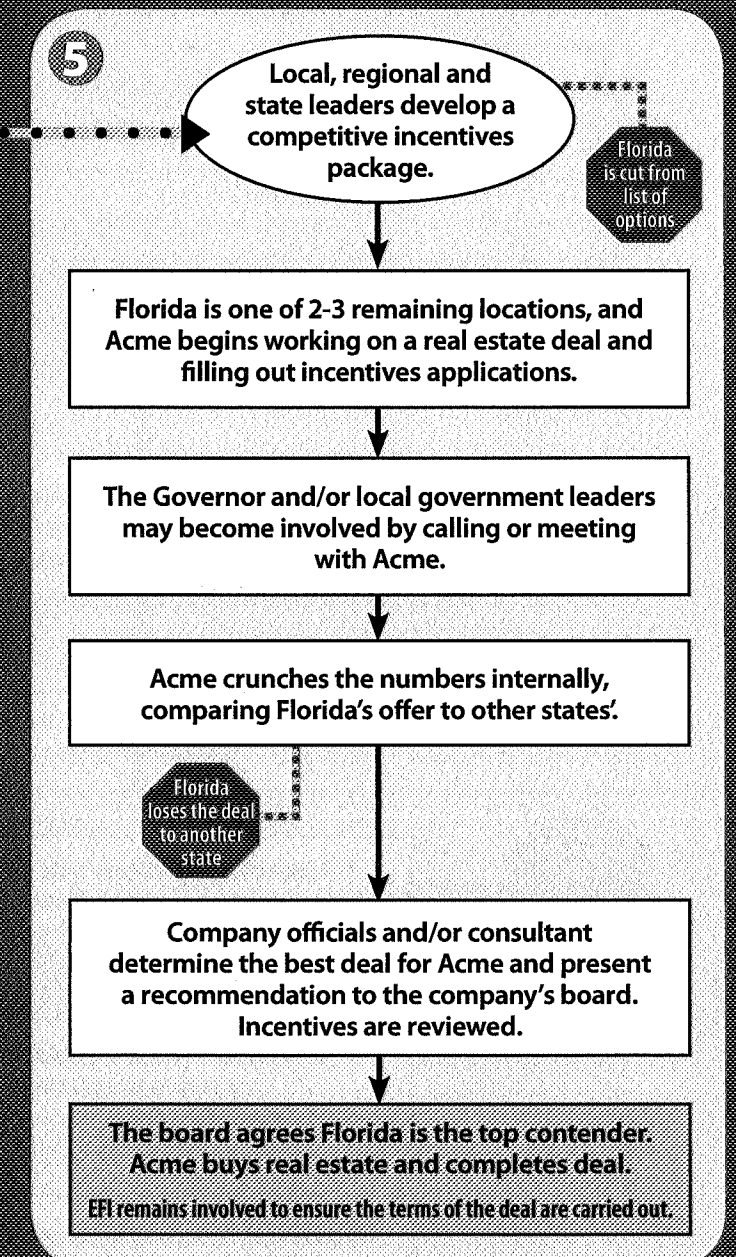 5
Local, regional and
state leaders develop a
competitive incentives
package.
Florida
is cut from
list of
options
Florida is one of 2-3 remaining locations, and
Acme begins working on a real estate deal and
filling out incentives applications.
The Governor and/or local government leaders
may become involved by calling or meeting
with Acme.
Acme crunches the numbers internally,
comparing Florida's offer to other states'.
Florida
loses the deal
to another
state
Company officials and/or consultant
determine the best deal for Acme and present
a recommendation to the company's board.
Incentives are reviewed.
The board agrees Florida is the top contender.
Acme buys real estate and completes deal.
EFI remains involved to ensure the terms of the deal are carried out.